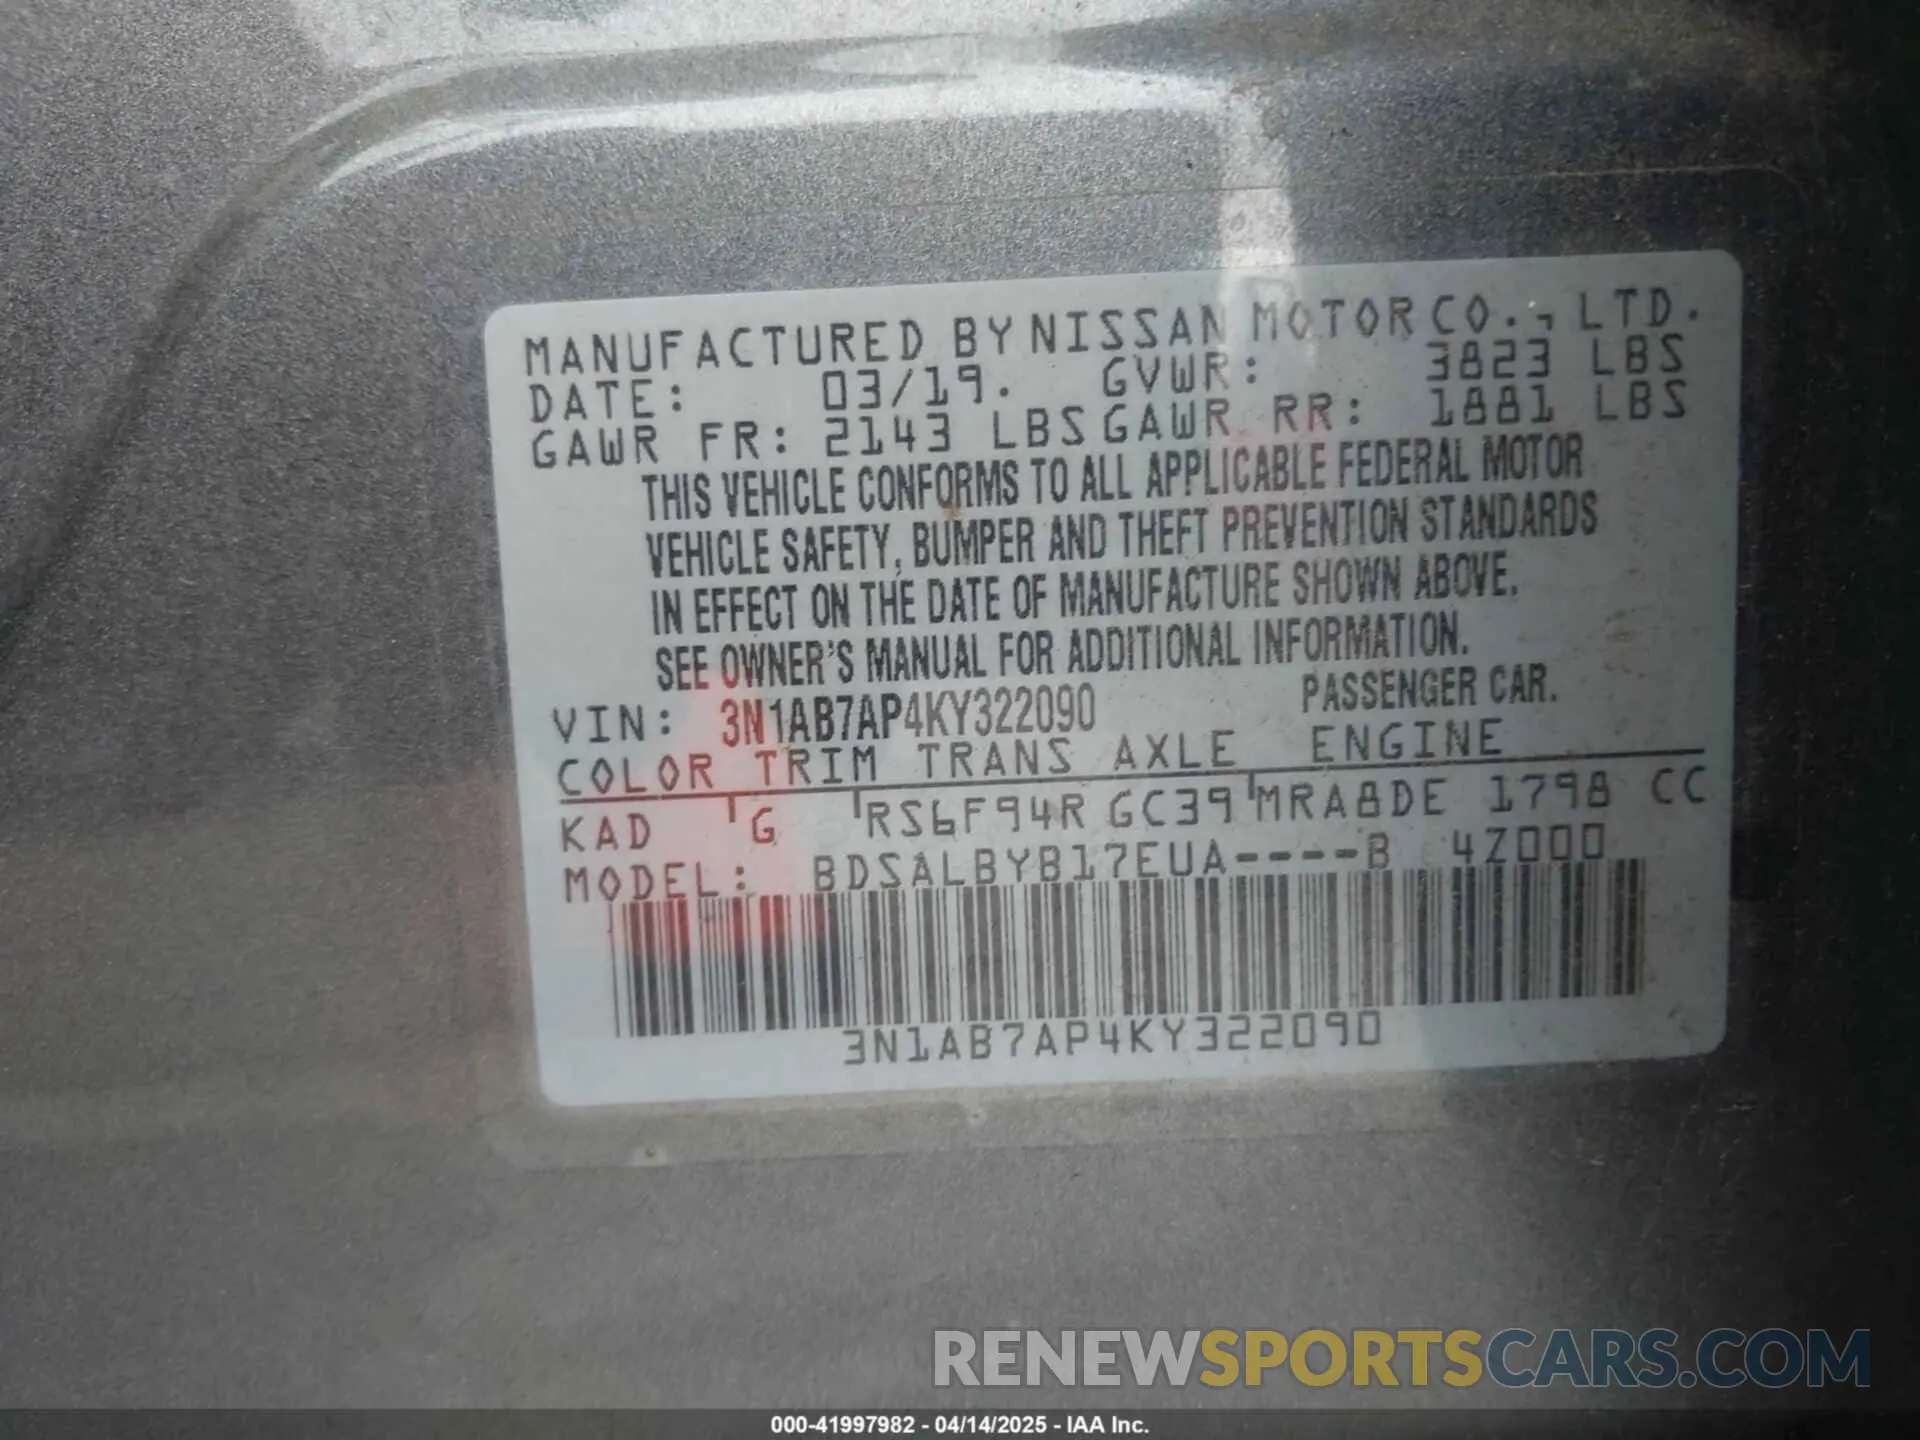 MANUFACTURED BY NISSAN MOTOR CO., LTD.
DATE: 03/19. GVWR: 3823 LBS
GAWR FR: 2143 LBS GAWR RR: 1881 LBS
THIS VEHICLE CONFORMS TO ALL APPLICABLE FEDERAL MOTOR
VEHICLE SAFETY, BUMPER AND THEFT PREVENTION STANDARDS
IN EFFECT ON THE DATE OF MANUFACTURE SHOWN ABOVE.
SEE OWNER'S MANUAL FOR ADDITIONAL INFORMATION.
VIN: 3N1AB7AP4KY322090 PASSENGER CAR.
COLOR TRIM TRANS AXLE ENGINE
KAD G RS6F94R GC39 MRA8DE 1798 CC
MODEL: BDSALBYB17EUA----B 4Z000
3N1AB7AP4KY322090
RENEWSPORTSCARS.COM
000-41997982 - 04/14/2025 - IAA Inc.